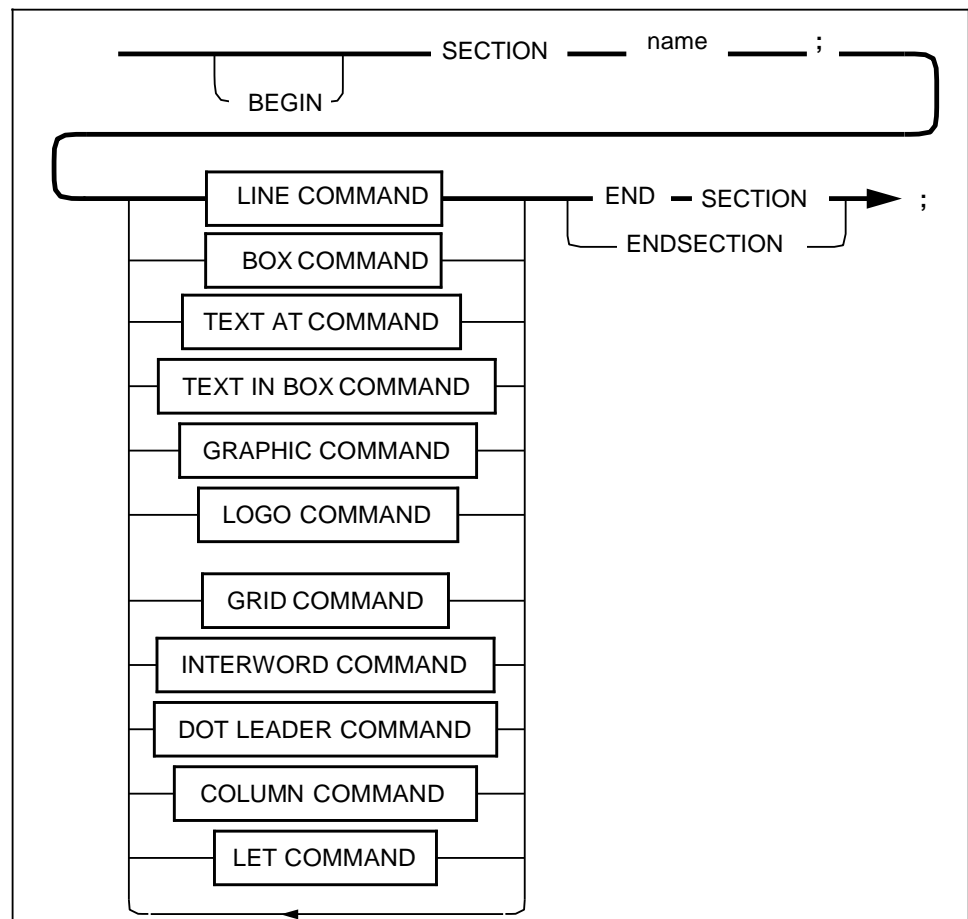 SECTION name ;
BEGIN
LINE COMMAND END SECTION ;
BOX COMMAND ENDSECTION
TEXT AT COMMAND
TEXT IN BOX COMMAND
GRAPHIC COMMAND
LOGO COMMAND
GRID COMMAND
INTERWORD COMMAND
DOT LEADER COMMAND
COLUMN COMMAND
LET COMMAND